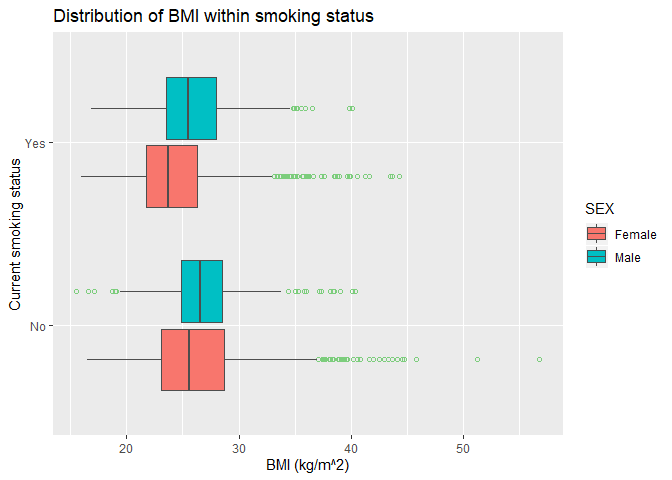 Distribution of BMI within smoking status
Current smoking status
Yes
No
20 30 40 50
BMI (kg/m^2)
SEX
Female
Male